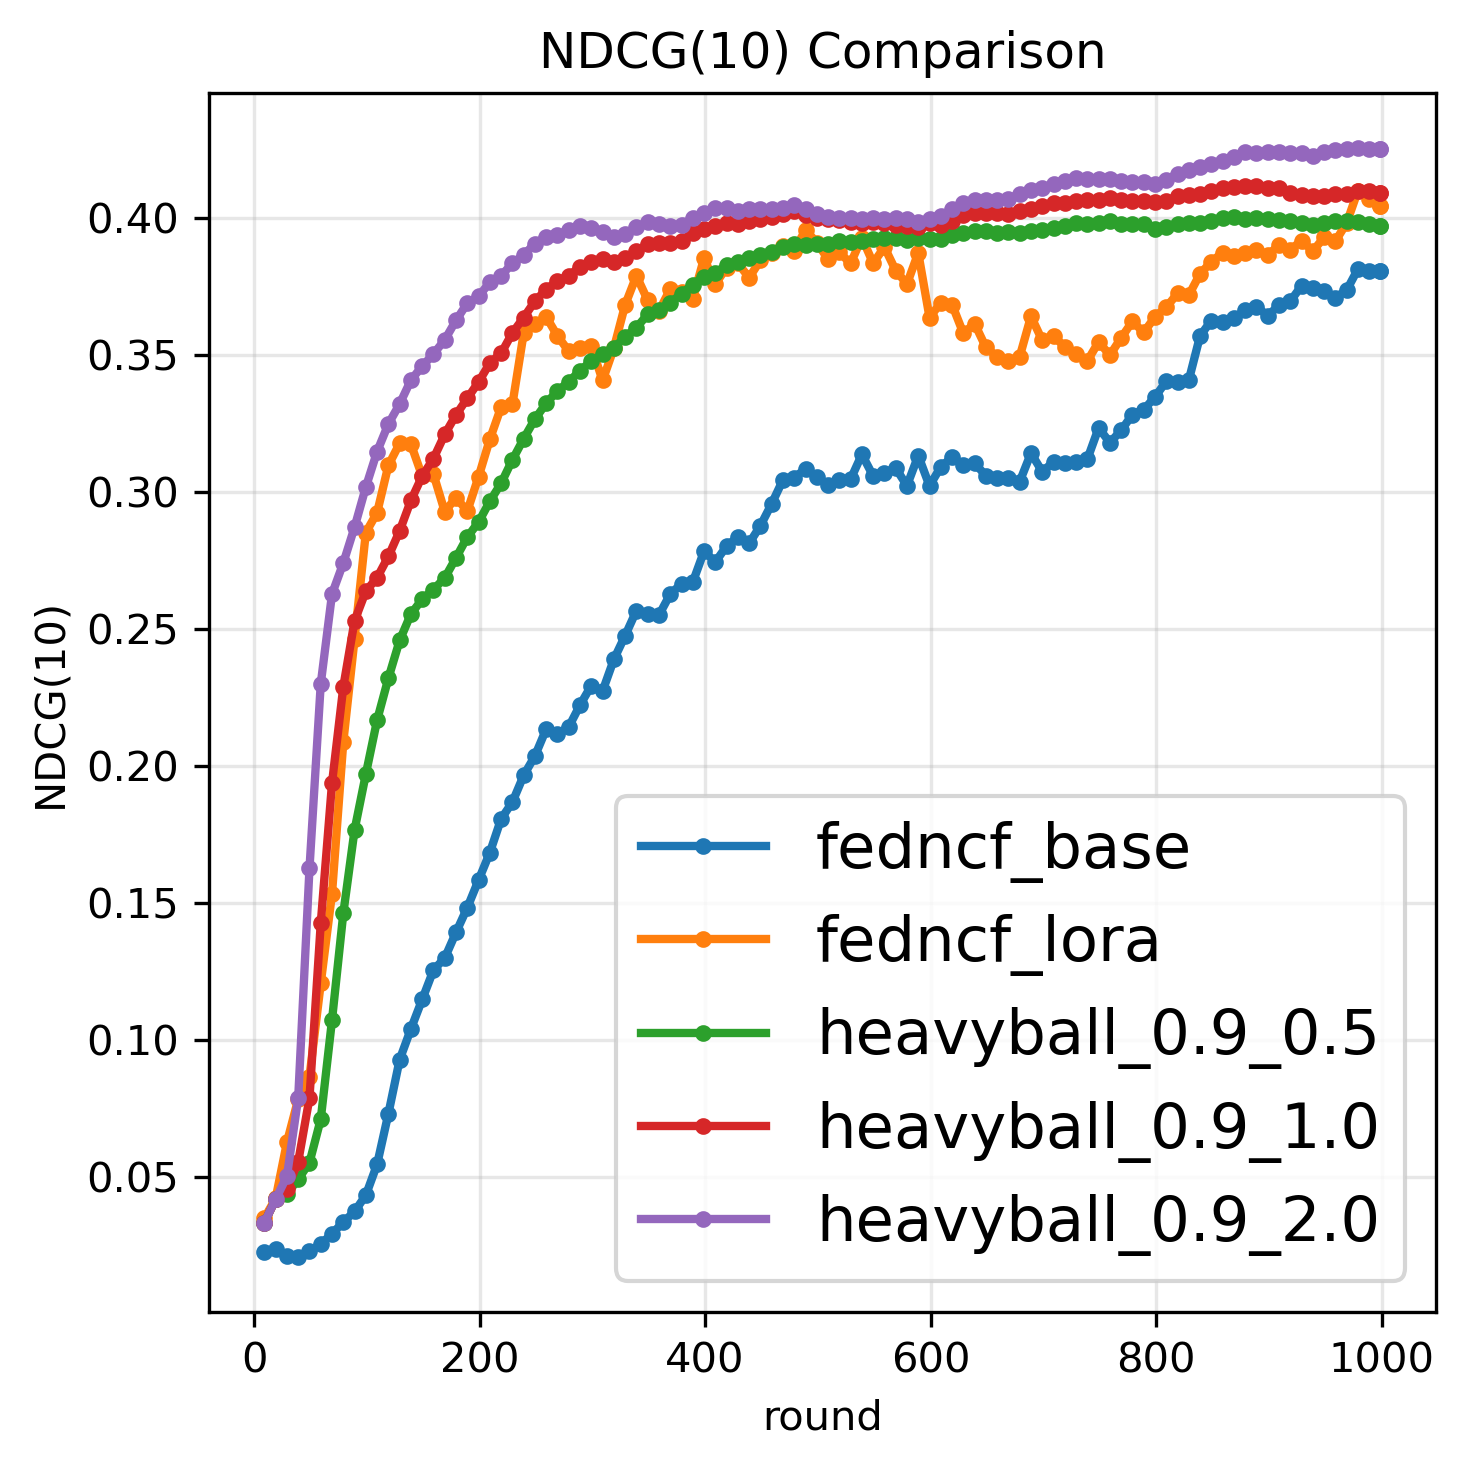 NDCG(10) Comparison
NDCG(10)
0.40
0.35
0.30
0.25
0.20
0.15
0.10
0.05
fedncf_base
fedncf_lora
heavyball_0.9_0.5
heavyball_0.9_1.0
heavyball_0.9_2.0
0 200 400 600 800 1000
round